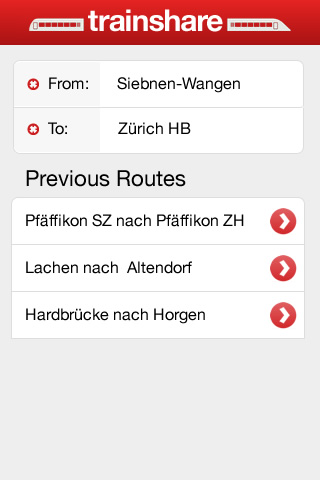 trainshare
From: Siebnen-Wangen
To: Zürich HB
Previous Routes
Pfäffikon SZ nach Pfäffikon ZH
Lachen nach  Altendorf
Hardbrücke nach Horgen